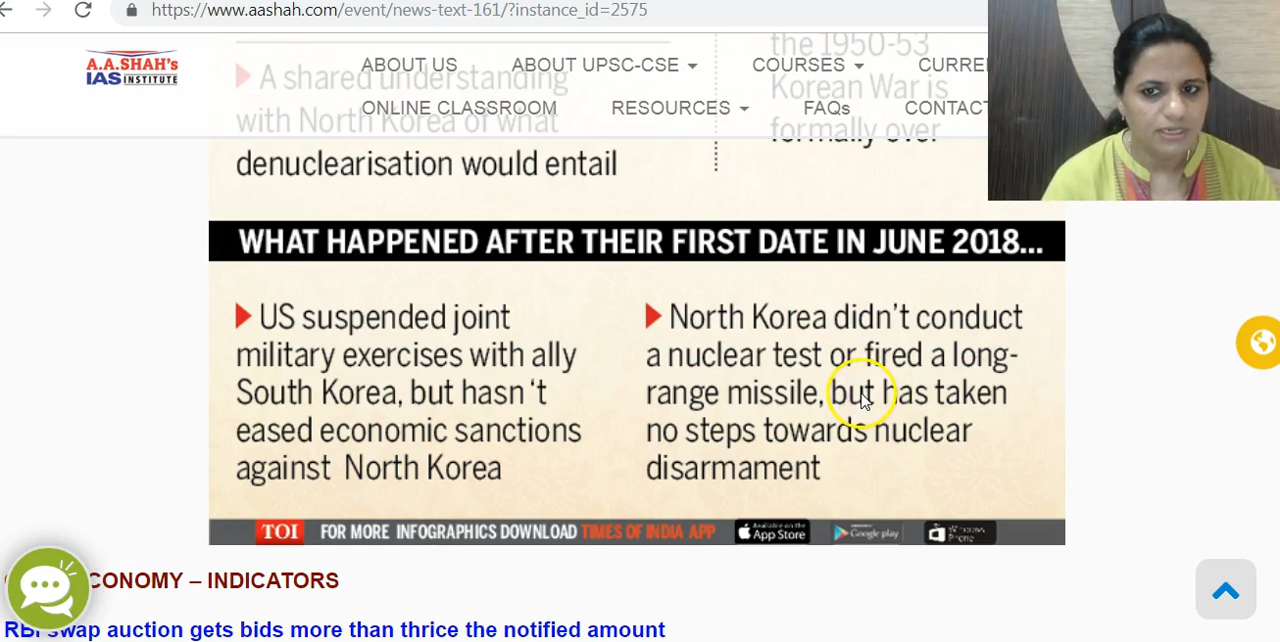 https://www.aashah.com/event/news-text-161/?instance_id=2575
A.A.SHAH's
IAS INSTITUTE
ABOUT US
ABOUT UPSC-CSE
COURSES
CURRE
ONLINE CLASSROOM
RESOURCES
FAQs
CONTACT
A shared understanding
with North Korea of what
denuclearisation would entail
the 1950-53
Korean War is
formally over
WHAT HAPPENED AFTER THEIR FIRST DATE IN JUNE 2018...
US suspended joint
military exercises with ally
South Korea, but hasn‘t
eased economic sanctions
against North Korea
North Korea didn't conduct
a nuclear test or fired a long-
range missile, but has taken
no steps towards nuclear
disarmament
TOI FOR MORE INFOGRAPHICS DOWNLOAD TIMES OF INDIA APP
Available on the
App Store
Google play
Phone
CONOMY – INDICATORS
RBI swap auction gets bids more than thrice the notified amount